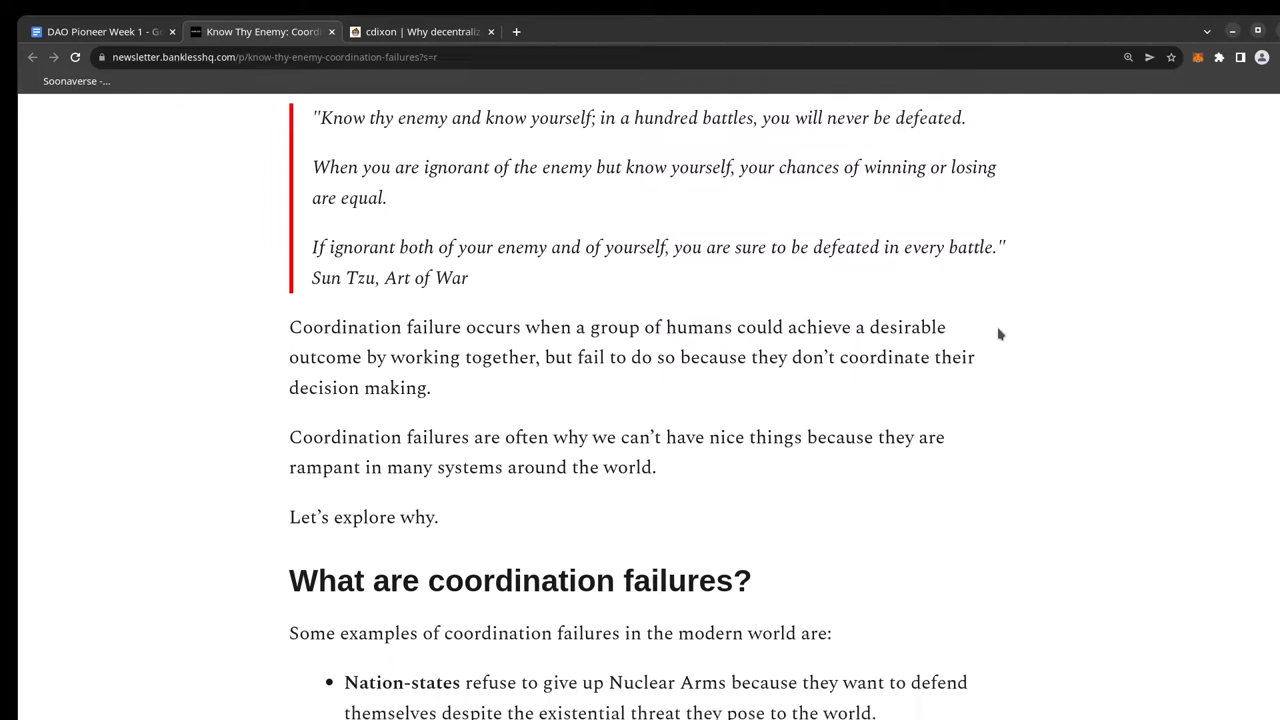 DAO Pioneer Week 1 - Go
Know Thy Enemy: Coordi
cdixon | Why decentraliz
newsletter.banklesshq.com/p/know-thy-enemy-coordination-failures?s=r
Soonaverse -...
"Know thy enemy and know yourself; in a hundred battles, you will never be defeated.
When you are ignorant of the enemy but know yourself, your chances of winning or losing
are equal.
If ignorant both of your enemy and of yourself, you are sure to be defeated in every battle."
Sun Tzu, Art of War
Coordination failure occurs when a group of humans could achieve a desirable
outcome by working together, but fail to do so because they don’t coordinate their
decision making.
Coordination failures are often why we can’t have nice things because they are
rampant in many systems around the world.
Let’s explore why.
What are coordination failures?
Some examples of coordination failures in the modern world are:
• Nation-states refuse to give up Nuclear Arms because they want to defend
themselves despite the existential threat they pose to the world.